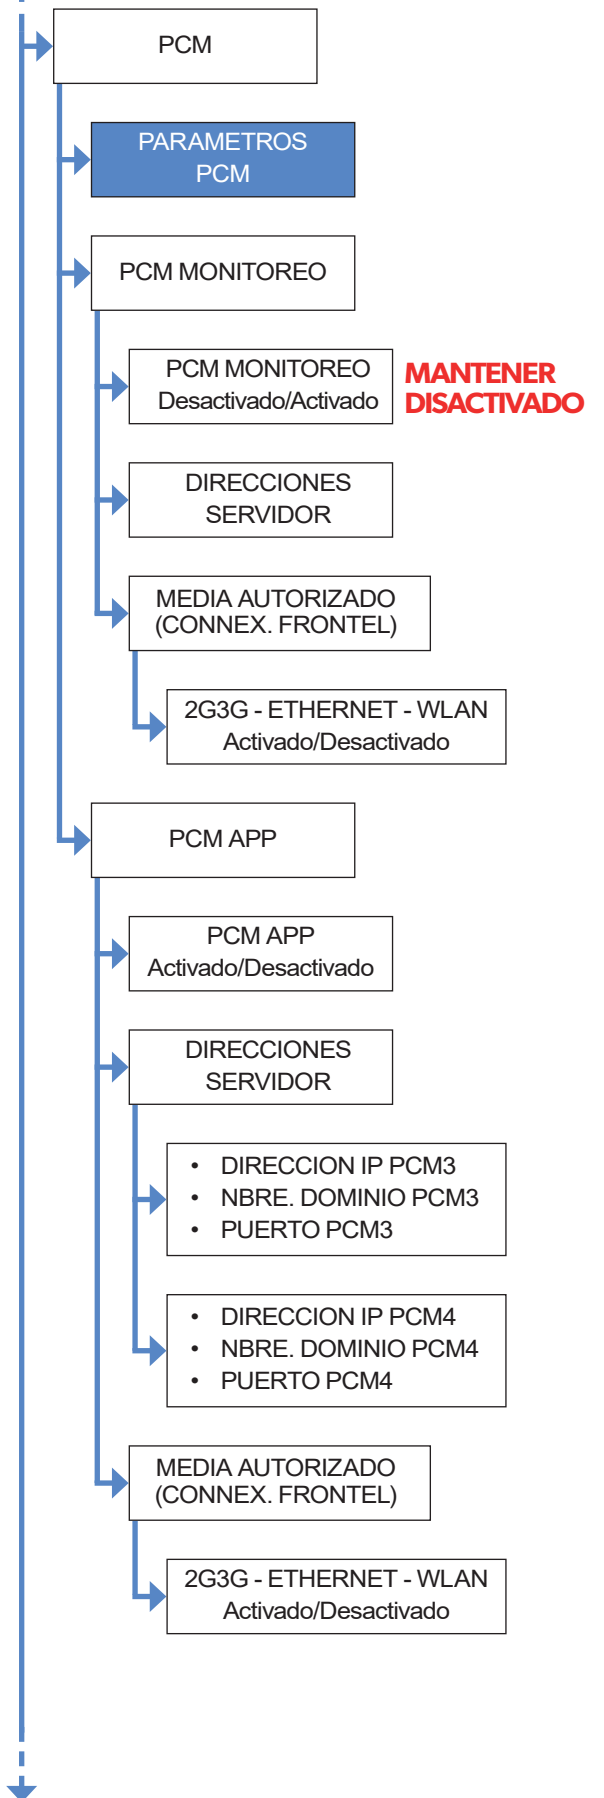 PCM
PARAMETROS
PCM
PCM MONITOREO
PCM MONITOREO
Desactivado/Activado
MANTENER
DISACTIVADO
DIRECCIONES
SERVIDOR
MEDIA AUTORIZADO
(CONNEX. FRONTEL)
2G3G - ETHERNET - WLAN
Activado/Desactivado
PCM APP
PCM APP
Activado/Desactivado
DIRECCIONES
SERVIDOR
• DIRECCION IP PCM3
• NBRE. DOMINIO PCM3
• PUERTO PCM3
• DIRECCION IP PCM4
• NBRE. DOMINIO PCM4
• PUERTO PCM4
MEDIA AUTORIZADO
(CONNEX. FRONTEL)
2G3G - ETHERNET - WLAN
Activado/Desactivado